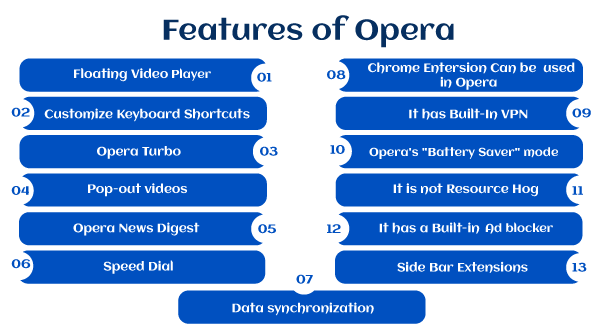 Features of Opera
Floating Video Player
01
02
Customize Keyboard Shortcuts
Opera Turbo
03
04
Pop-out videos
Opera News Digest
05
06
Speed Dial
07
Data synchronization
08
Chrome Entersion Can be used
in Opera
It has Built-In VPN
09
10
Opera's "Battery Saver" mode
It is not Resource Hog
11
12
It has a Built-in Ad blocker
Side Bar Extensions
13